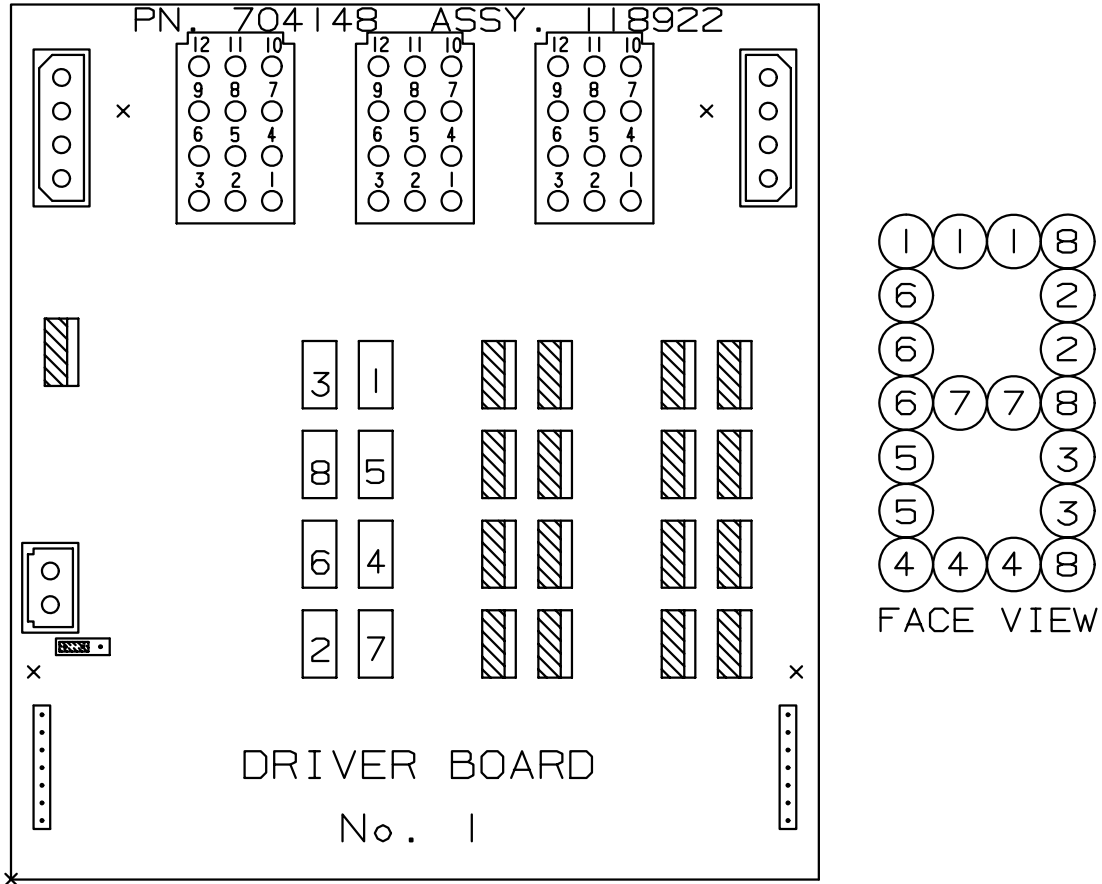 PN. 704148 ASSY. 118922
12 11 10 12 11 10 12 11 10
9 8 7 9 8 7 9 8 7
6 5 4 6 5 4 6 5 4
3 2 1 3 2 1 3 2 1
3 1
8 5
6 4
2 7
DRIVER BOARD
No. 1
1 1 1 8
6 2
6 2
6 7 7 8
5 3
5 3
4 4 4 8
FACE VIEW